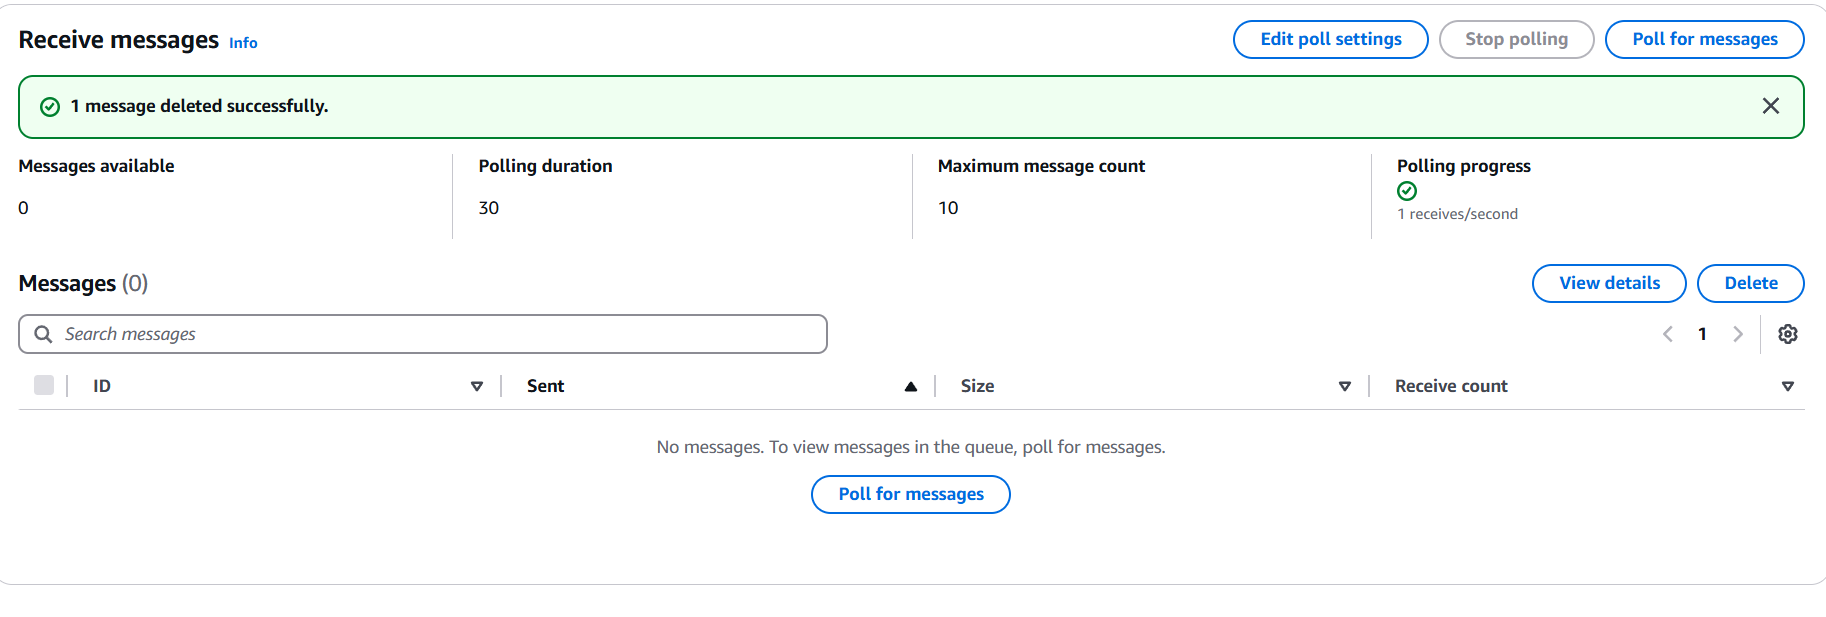 Receive messages Info
Edit poll settings
Stop polling
Poll for messages
1 message deleted successfully.
Messages available
0
Polling duration
30
Maximum message count
10
Polling progress
1 receives/second
Messages (0)
View details
Delete
Search messages
1
ID
Sent
Size
Receive count
No messages. To view messages in the queue, poll for messages.
Poll for messages